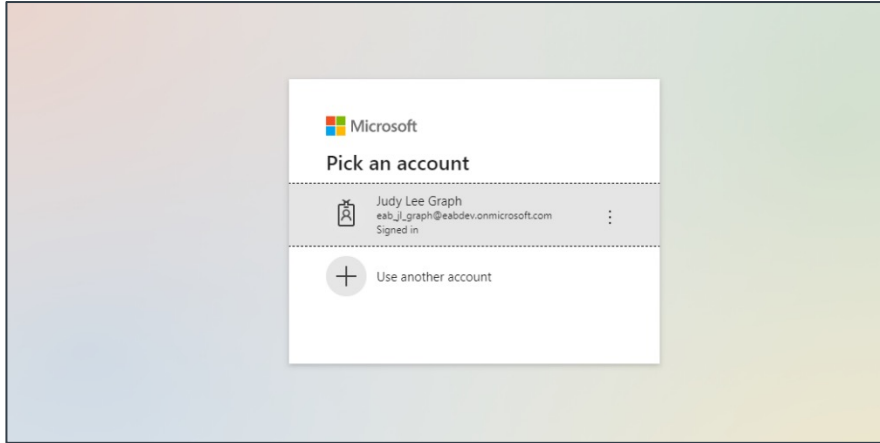 Microsoft
Pick an account
Judy Lee Graph
eab_jl_graph@eabdev.onmicrosoft.com
Signed in
Use another account